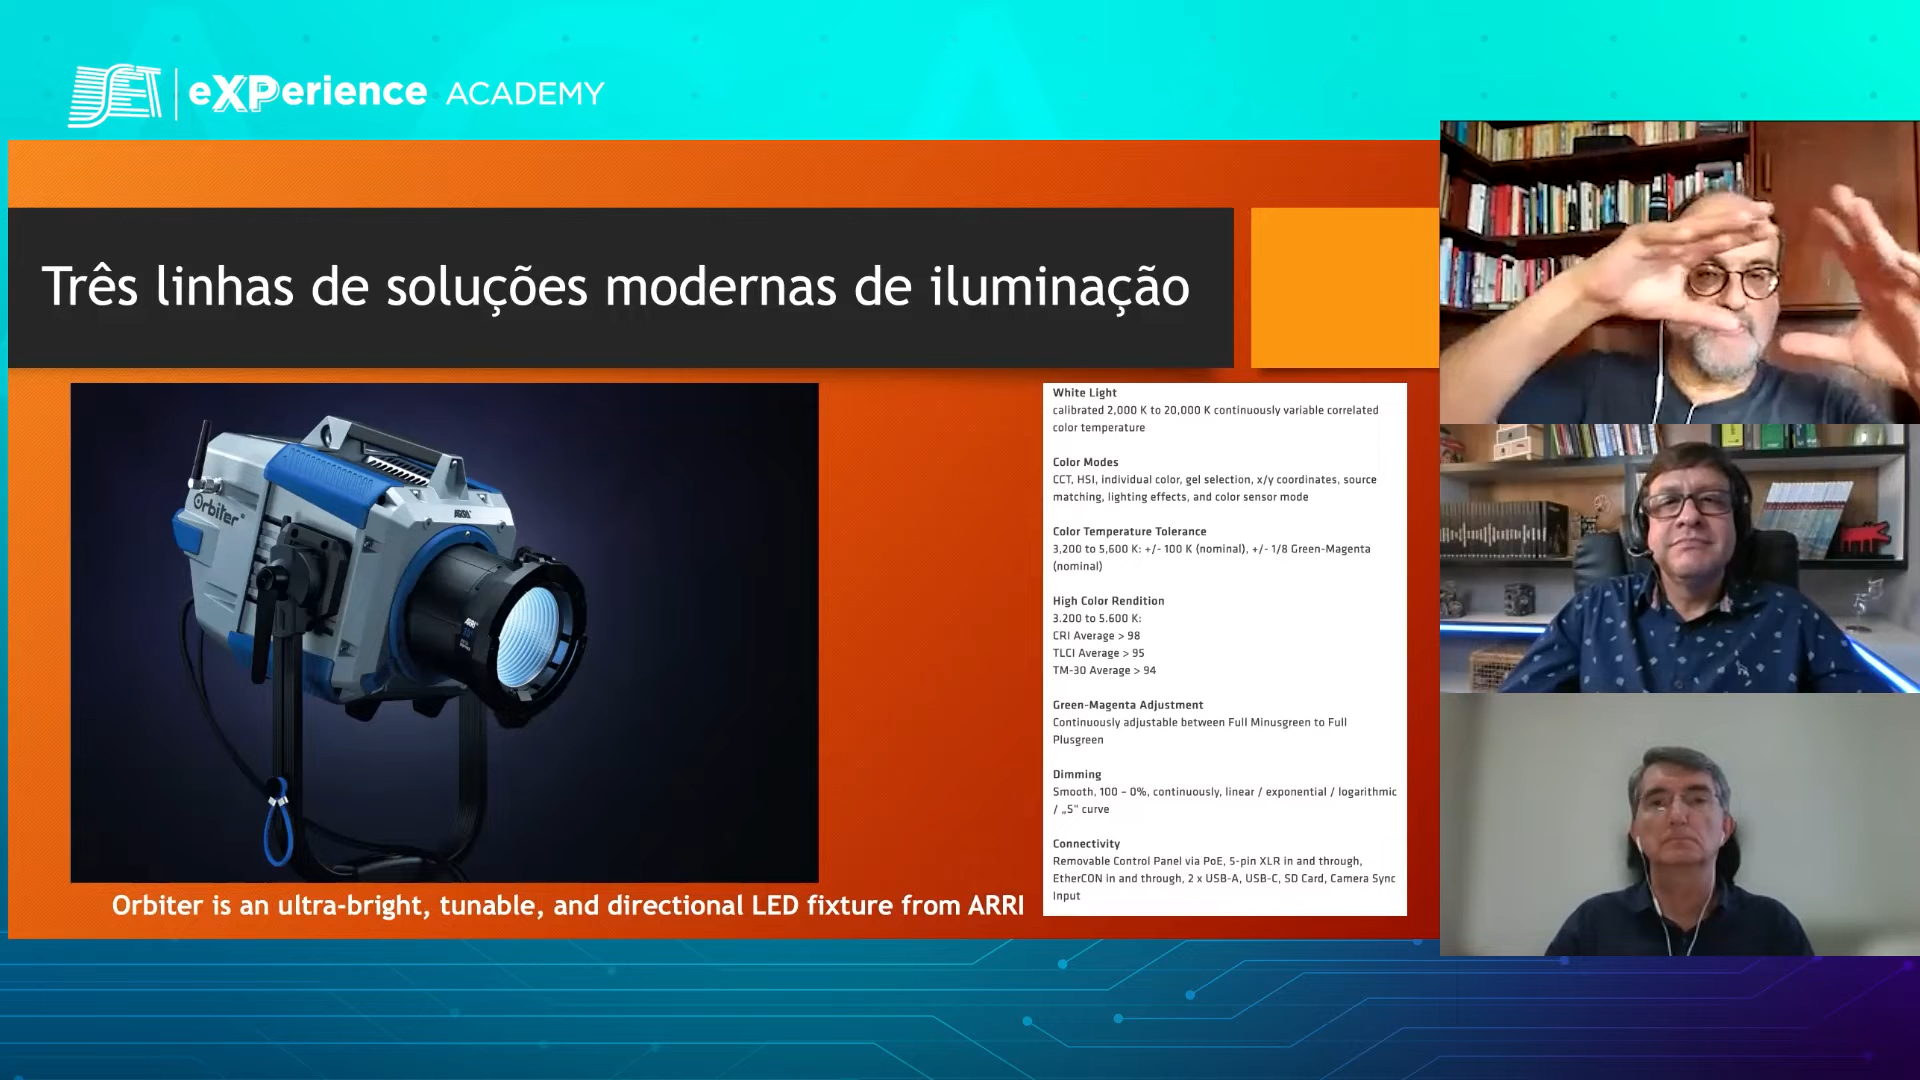 SET eXPerience ACADEMY
Três linhas de soluções modernas de iluminação
Orbiter
ARRI
White Light
calibrated 2,000 K to 20,000 K continuously variable correlated
color temperature
Color Modes
CCT, HSI, individual color, gel selection, x/y coordinates, source
matching, lighting effects, and color sensor mode
Color Temperature Tolerance
3,200 to 5,600 K: +/- 100 K (nominal), +/- 1/8 Green-Magenta
(nominal)
High Color Rendition
3.200 to 5.600 K:
CRI Average > 98
TLCI Average > 95
TM-30 Average > 94
Green-Magenta Adjustment
Continuously adjustable between Full Minusgreen to Full
Plusgreen
Dimming
Smooth, 100 – 0%, continuously, linear / exponential / logarithmic
/ „S“ curve
Connectivity
Removable Control Panel via PoE, 5-pin XLR in and through,
EtherCON in and through, 2 x USB-A, USB-C, SD Card, Camera Sync
Input
Orbiter is an ultra-bright, tunable, and directional LED fixture from ARRI